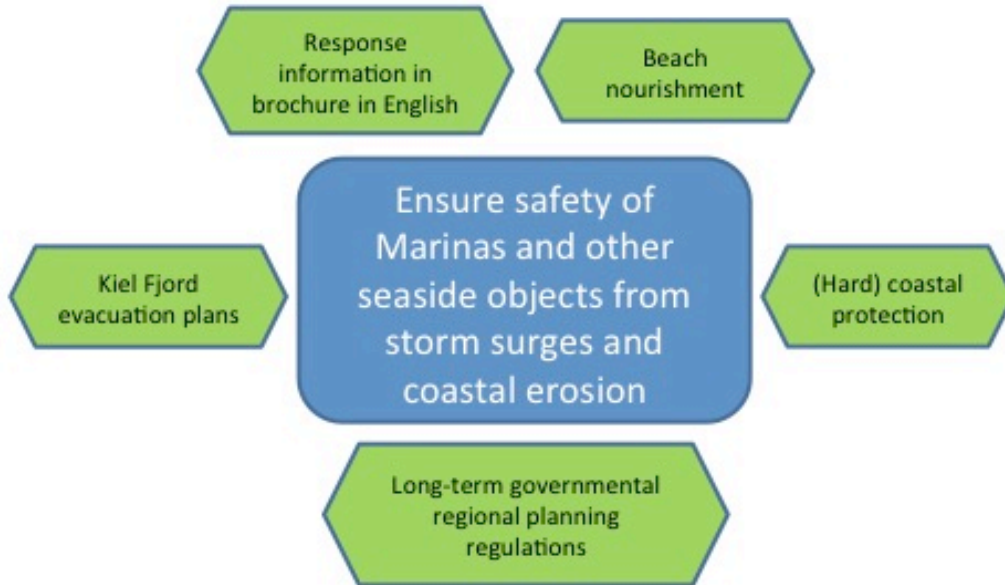 Response
information in
brochure in English
Beach
nourishment
Ensure safety of
Marinas and other
seaside objects from
storm surges and
coastal erosion
Kiel Fjord
evacuation plans
(Hard) coastal
protection
Long-term governmental
regional planning
regulations